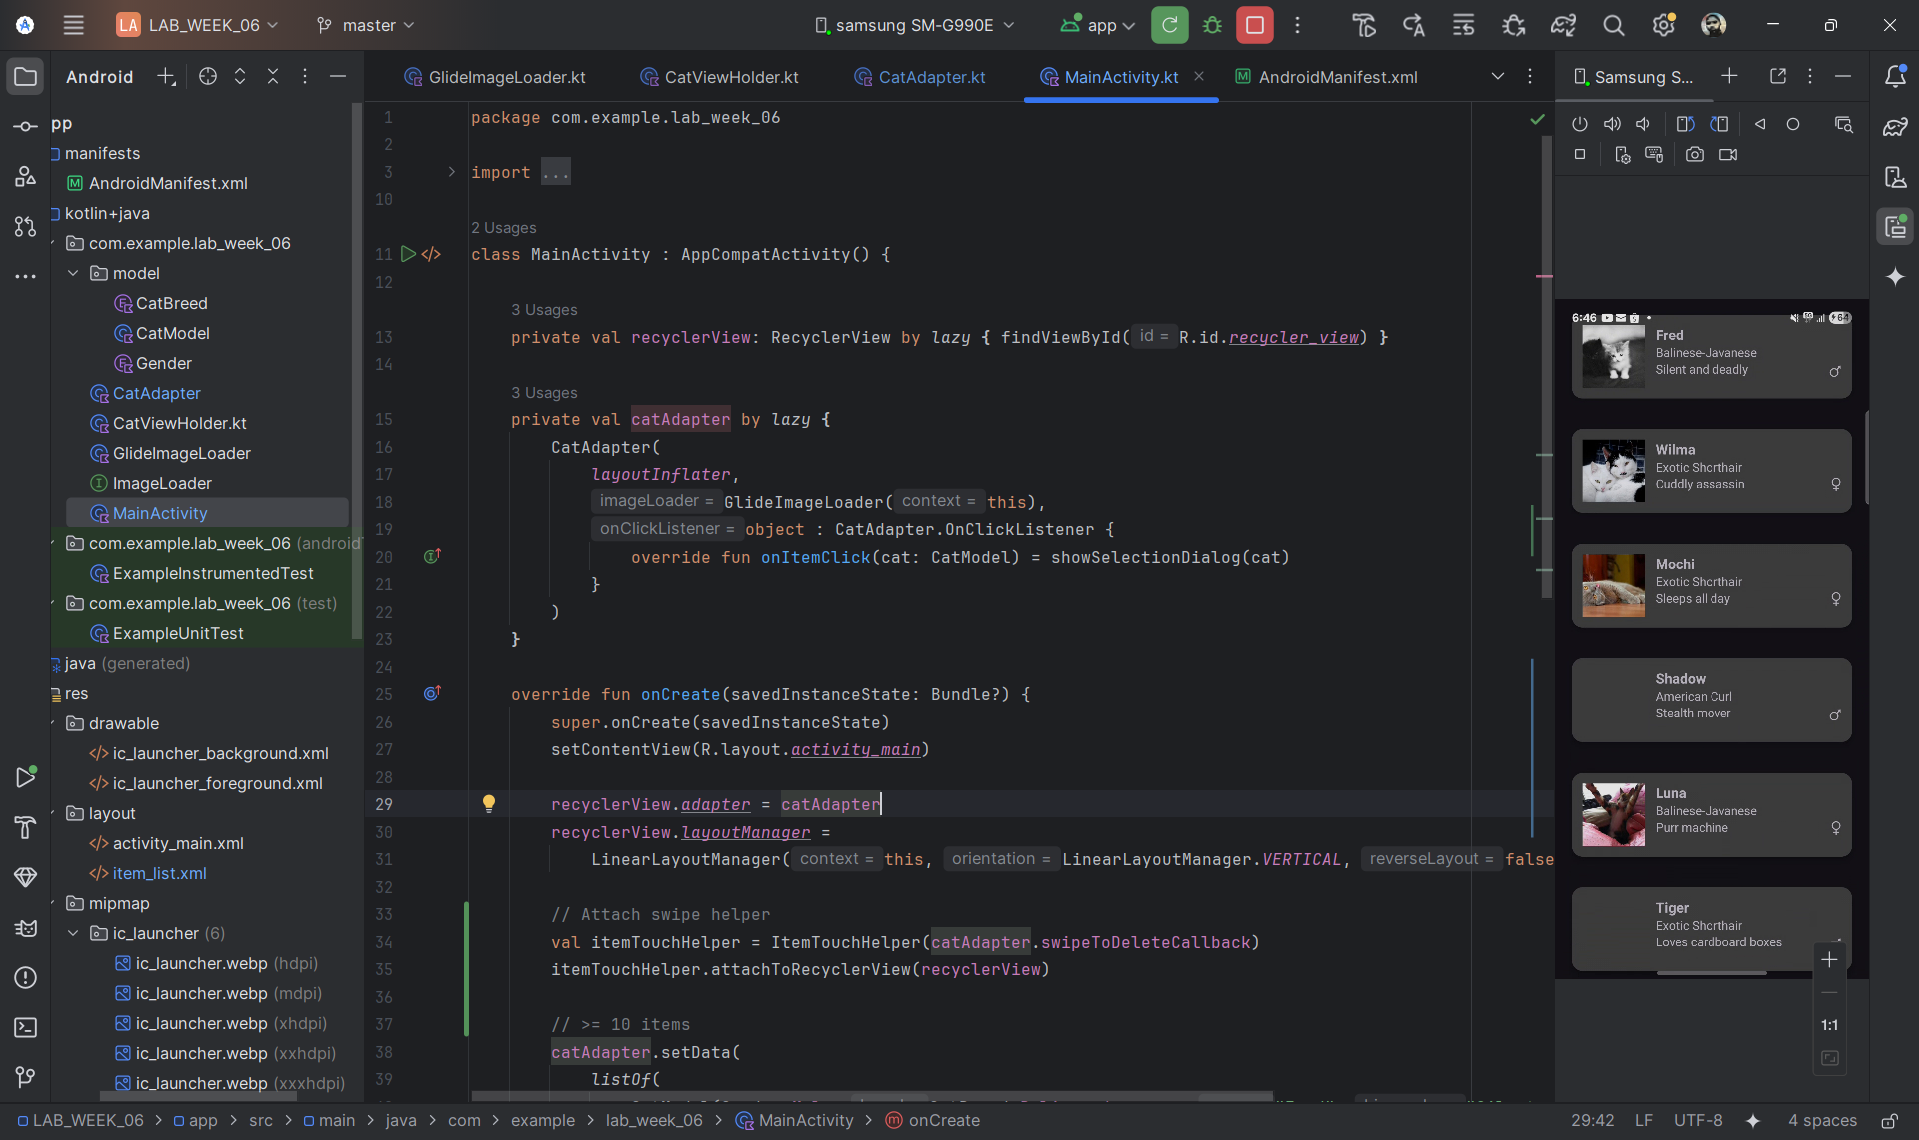 LA LAB_WEEK_06 master samsung SM-G990E app
Android
GlideImageLoader.kt CatViewHolder.kt CatAdapter.kt MainActivity.kt AndroidManifest.xml
pp
manifests
AndroidManifest.xml
kotlin+java
com.example.lab_week_06
model
CatBreed
CatModel
Gender
CatAdapter
CatViewHolder.kt
GlideImageLoader
ImageLoader
MainActivity
com.example.lab_week_06 (android
ExampleInstrumentedTest
com.example.lab_week_06 (test)
ExampleUnitTest
java (generated)
res
drawable
ic_launcher_background.xml
ic_launcher_foreground.xml
layout
activity_main.xml
item_list.xml
mipmap
ic_launcher (6)
ic_launcher.webp (hdpi)
ic_launcher.webp (mdpi)
ic_launcher.webp (xhdpi)
ic_launcher.webp (xxhdpi)
ic_launcher.webp (xxxhdpi)
1 package com.example.lab_week_06
2
3 import ...
10
2 Usages
11 class MainActivity : AppCompatActivity() {
12
3 Usages
13 private val recyclerView: RecyclerView by lazy { findViewById( id = R.id.recycler_view) }
14
3 Usages
15 private val catAdapter by lazy {
16 CatAdapter(
17 layoutInflater,
18 imageLoader = GlideImageLoader( context = this),
19 onClickListener = object : CatAdapter.OnClickListener {
20 override fun onItemClick(cat: CatModel) = showSelectionDialog(cat)
21 }
22 )
23 }
24
25 override fun onCreate(savedInstanceState: Bundle?) {
26 super.onCreate(savedInstanceState)
27 setContentView(R.layout.activity_main)
28
29 recyclerView.adapter = catAdapter
30 recyclerView.layoutManager =
31 LinearLayoutManager( context = this, orientation = LinearLayoutManager.VERTICAL, reverseLayout = false
32
33 // Attach swipe helper
34 val itemTouchHelper = ItemTouchHelper(catAdapter.swipeToDeleteCallback)
35 itemTouchHelper.attachToRecyclerView(recyclerView)
36
37 // >= 10 items
38 catAdapter.setData(
39 listOf(
Samsung S...
6:46 64
Fred
Balinese-Javanese
Silent and deadly
Wilma
Exotic Shorthair
Cuddly assassin
Mochi
Exotic Shorthair
Sleeps all day
Shadow
American Curl
Stealth mover
Luna
Balinese-Javanese
Purr machine
Tiger
Exotic Shorthair
Loves cardboard boxes
1:1
LAB_WEEK_06 > app > src > main > java > com > example > lab_week_06 > MainActivity > onCreate 29:42 LF UTF-8 4 spaces